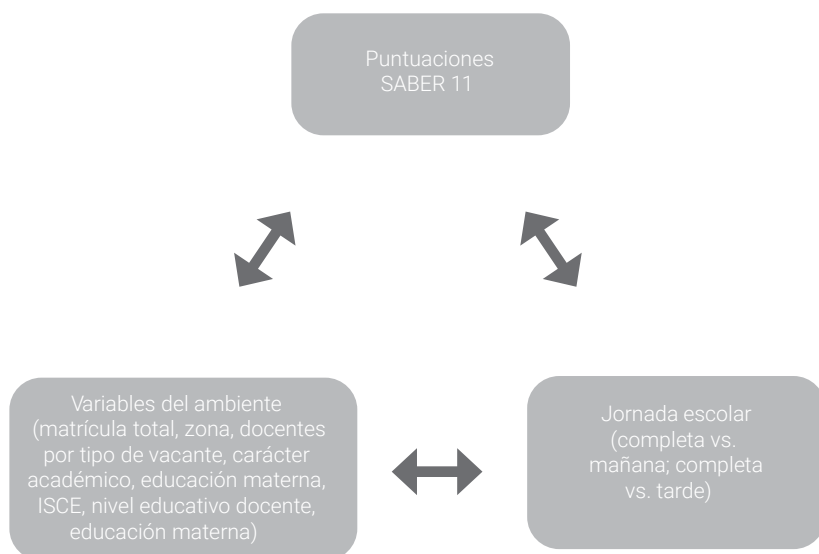 Puntuaciones
SABER 11
Variables del ambiente
(matrícula total, zona, docentes
por tipo de vacante, carácter
académico, educación materna,
ISCE, nivel educativo docente,
educación materna)
Jornada escolar
(completa vs.
mañana; completa
vs. tarde)